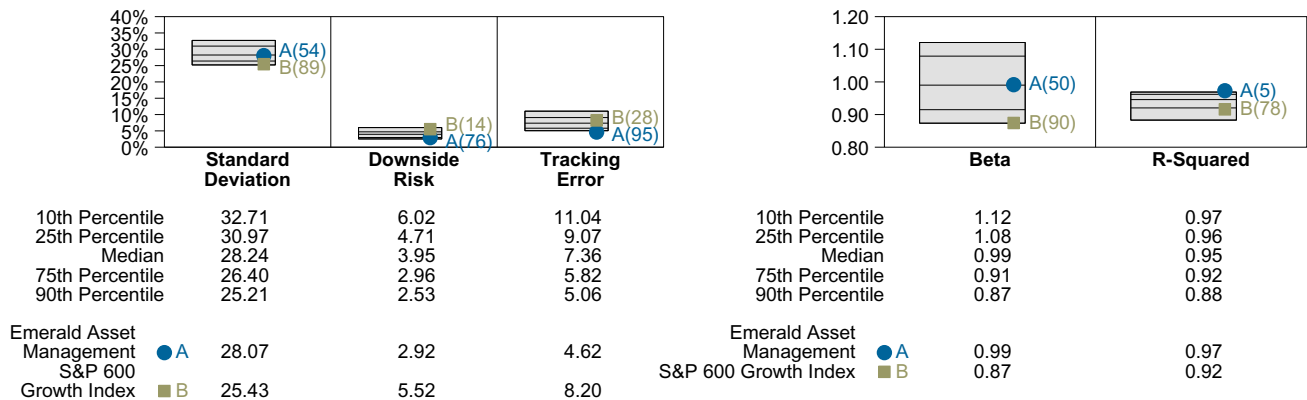 40%
35%
30%
25%
20%
15%
10%
5%
0%
A(54)
B(89)
B(14)
A(76)
B(28)
A(95)
Standard Deviation
Downside Risk
Tracking Error
10th Percentile 32.71 6.02 11.04
25th Percentile 30.97 4.71 9.07
Median 28.24 3.95 7.36
75th Percentile 26.40 2.96 5.82
90th Percentile 25.21 2.53 5.06
Emerald Asset
Management A 28.07 2.92 4.62
S&P 600
Growth Index B 25.43 5.52 8.20
1.20
1.10
1.00
0.90
0.80
A(50)
B(90)
A(5)
B(78)
Beta
R-Squared
10th Percentile 1.12 0.97
25th Percentile 1.08 0.96
Median 0.99 0.95
75th Percentile 0.91 0.92
90th Percentile 0.87 0.88
Emerald Asset
Management A 0.99 0.97
S&P 600 Growth Index B 0.87 0.92